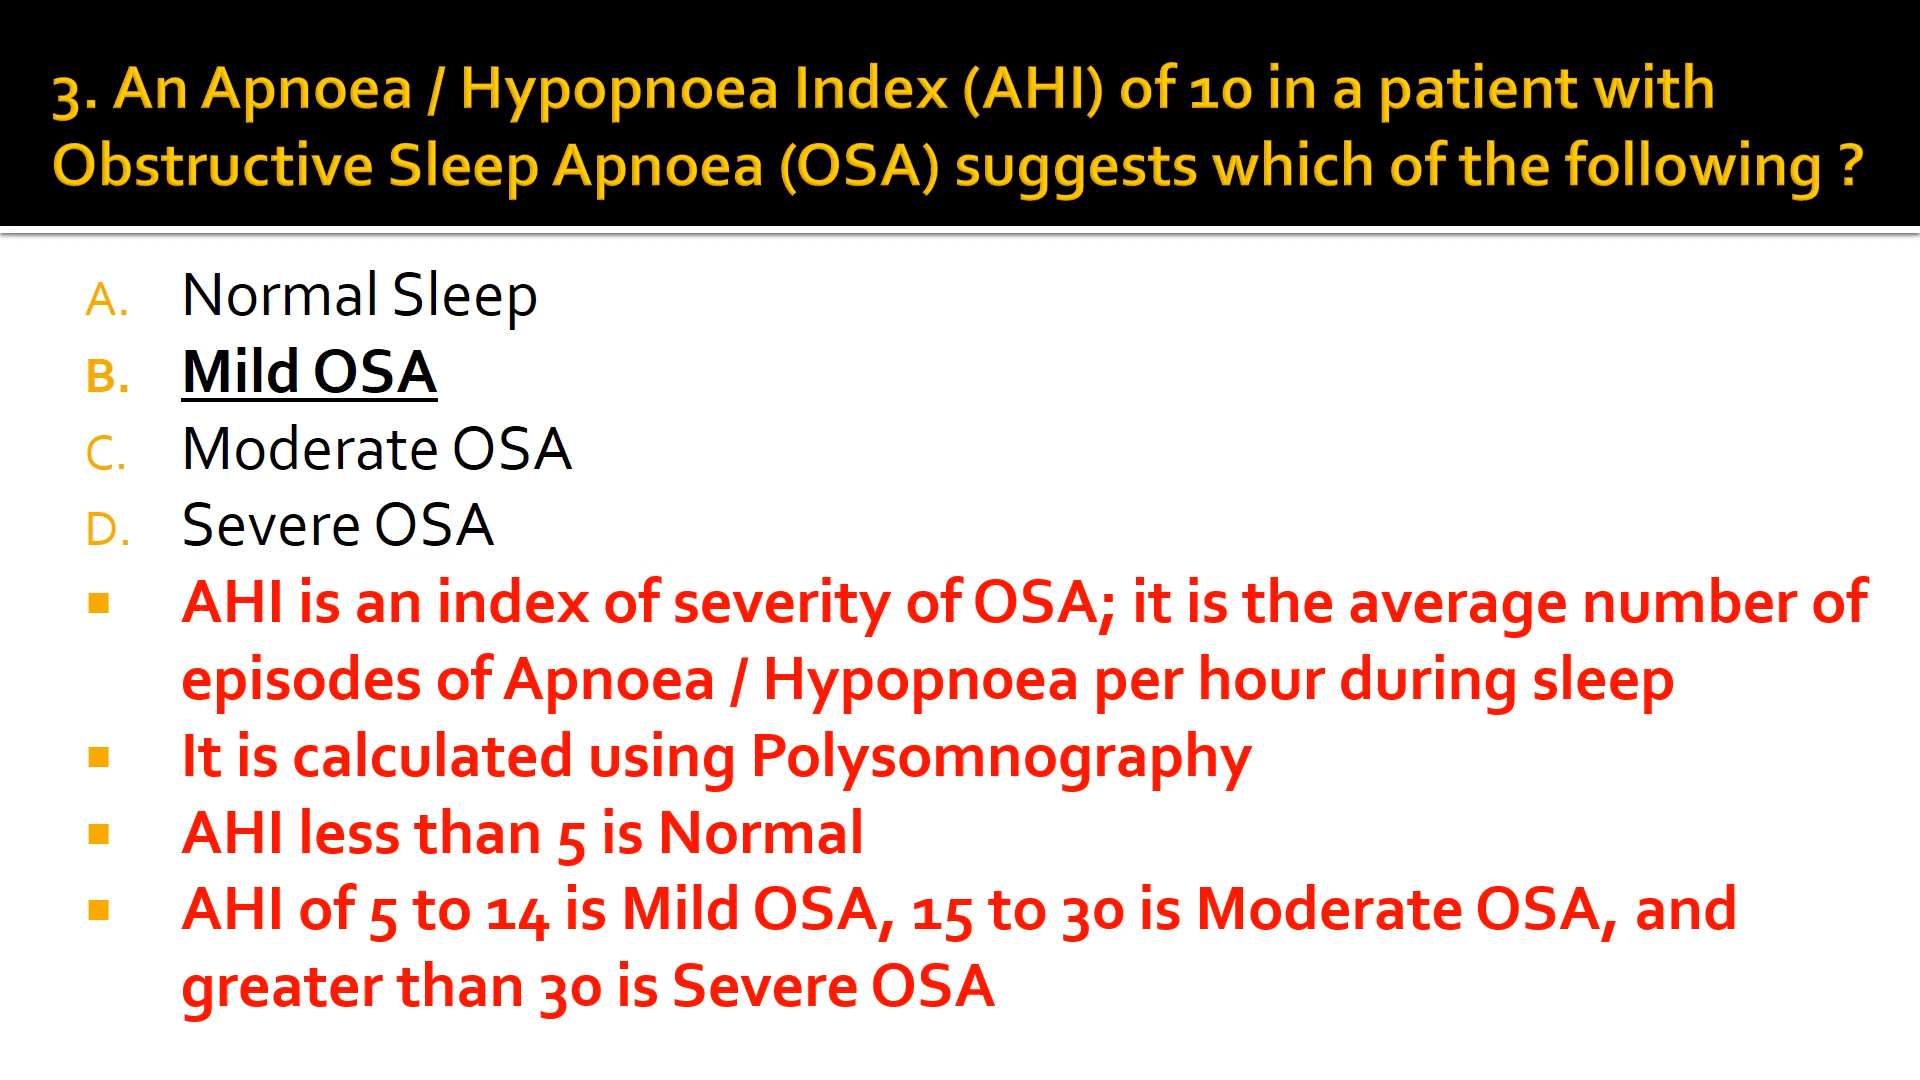 3. An Apnoea / Hypopnoea Index (AHI) of 10 in a patient with
Obstructive Sleep Apnoea (OSA) suggests which of the following ?
A. Normal Sleep
B. Mild OSA
C. Moderate OSA
D. Severe OSA
▪ AHI is an index of severity of OSA; it is the average number of
episodes of Apnoea / Hypopnoea per hour during sleep
▪ It is calculated using Polysomnography
▪ AHI less than 5 is Normal
▪ AHI of 5 to 14 is Mild OSA, 15 to 30 is Moderate OSA, and
greater than 30 is Severe OSA